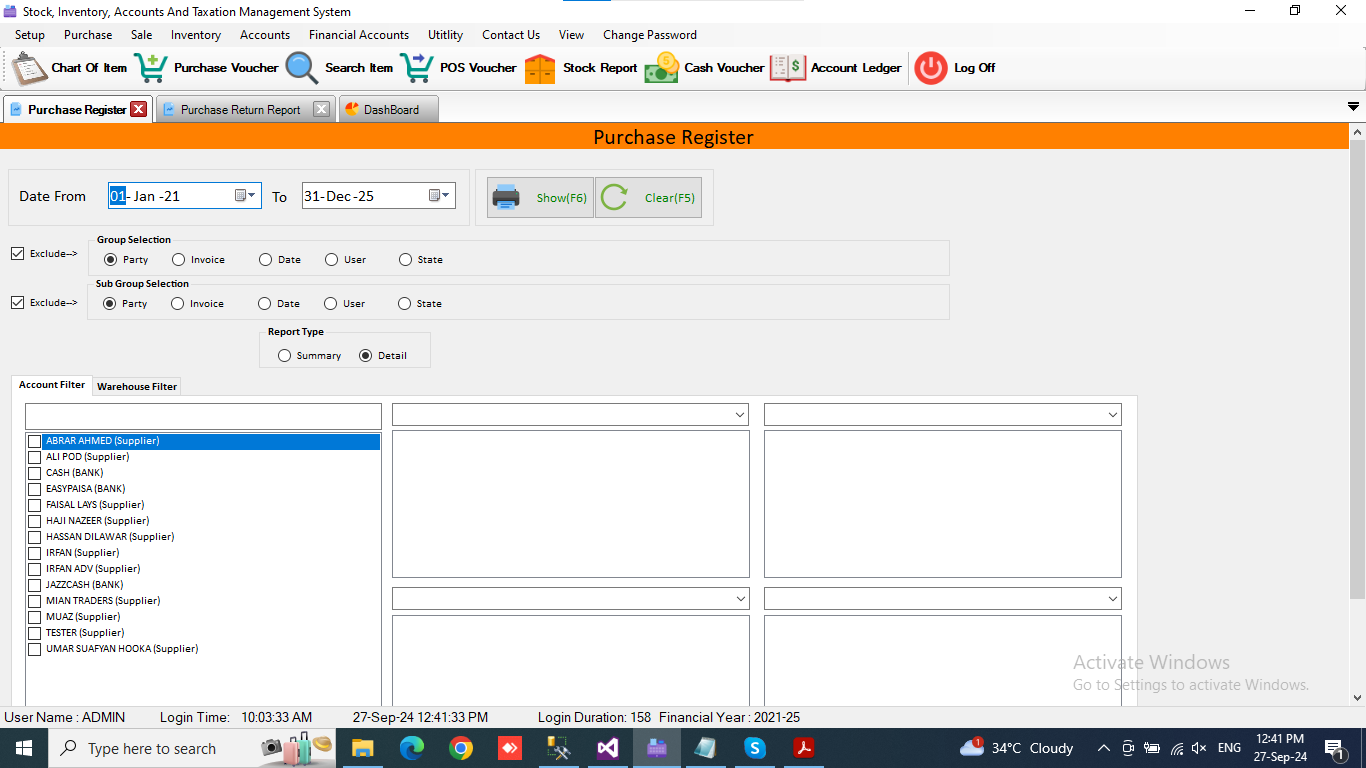 Stock, Inventory, Accounts And Taxation Management System
Setup Purchase Sale Inventory Accounts Financial Accounts Utitlity Contact Us View Change Password
Chart Of Item Purchase Voucher Search Item POS Voucher Stock Report Cash Voucher Account Ledger Log Off
Purchase Register Purchase Return Report DashBoard
Purchase Register
Date From 01-Jan-21 To 31-Dec-25 Show(F6) Clear(F5)
Group Selection
Exclude--> Party Invoice Date User State
Sub Group Selection
Exclude--> Party Invoice Date User State
Report Type
Summary Detail
Account Filter Warehouse Filter
ABRAR AHMED (Supplier)
ALI POD (Supplier)
CASH (BANK)
EASYPAISA (BANK)
FAISAL LAYS (Supplier)
HAJI NAZEER (Supplier)
HASSAN DILAWAR (Supplier)
IRFAN (Supplier)
IRFAN ADV (Supplier)
JAZZCASH (BANK)
MIAN TRADERS (Supplier)
MUAZ (Supplier)
TESTER (Supplier)
UMAR SUAFYAN HOOKA (Supplier)
Activate Windows
Go to Settings to activate Windows.
User Name : ADMIN Login Time: 10:03:33 AM 27-Sep-24 12:41:33 PM Login Duration: 158 Financial Year : 2021-25
Type here to search 34°C Cloudy ENG 12:41 PM
27-Sep-24 1